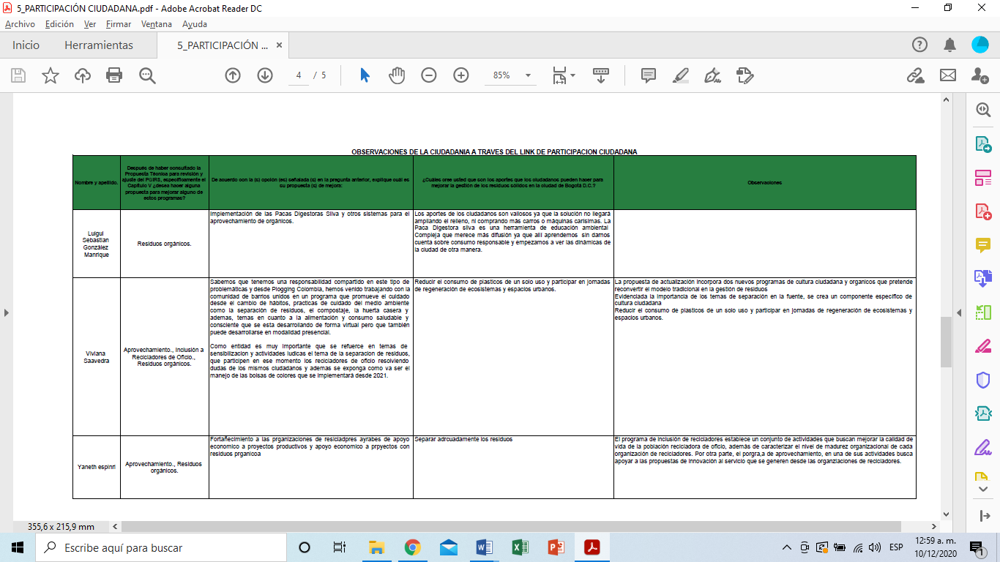 5_PARTICIPACIÓN CIUDADANA.pdf - Adobe Acrobat Reader DC
Archivo Edición Ver Firmar Ventana Ayuda
Inicio Herramientas 5_PARTICIPACIÓN ... ×
4 / 5 85%
OBSERVACIONES DE LA CIUDADANIA A TRAVES DEL LINK DE PARTICIPACION CIUDADANA
Nombre y apellido.
Después de haber consultado la
Propuesta Técnica para revisión y
ajuste del PGIRS, específicamente el
Capítulo V ¿desea hacer alguna
propuesta para mejorar alguno de
estos programas?
De acuerdo con la (s) opción (es) señalada (s) en la pregunta anterior, explique cuál es
su propuesta (s) de mejora:
¿Cuáles cree usted que son los aportes que los ciudadanos pueden hacer para
mejorar la gestión de los residuos sólidos en la ciudad de Bogotá D.C.?
Observaciones
Luigui
Sebastian
González
Manrique
Residuos orgánicos.
Implementación de las Pacas Digestoras Silva y otros sistemas para el
aprovechamiento de orgánicos.
Los aportes de los ciudadanos son valiosos ya que la solución no llegará
ampliando el relleno, ni comprando más carros o máquinas carísimas. La
Paca Digestora silva es una herramienta de educación ambiental
Compleja que merece más difusión ya que allí aprendemos sin darnos
cuenta sobre consumo responsable y empezamos a ver las dinámicas de
la ciudad de otra manera.
Viviana
Saavedra
Aprovechamiento., Inclusión a
Recicladores de Oficio.,
Residuos orgánicos.
Sabemos que tenemos una responsabilidad compartido en este tipo de
problemáticas y desde Plogging Colombia, hemos venido trabajando con la
comunidad de barrios unidos en un programa que promueve el cuidado
desde el cambio de hábitos, practicas de cuidado del medio ambiente
como la separación de residuos, el compostaje, la huerta casera y
ademas, temas en cuanto a la alimentación y consumo saludable y
consciente que se esta desarrollando de forma virtual pero que también
puede desarrollarse en modalidad presencial.
Como entidad es muy importante que se refuerce en temas de
sensibilizacion y actividades ludicas el tema de la separacion de residuos,
que participen en ese momento los recicladores de oficio resolviendo
dudas de los mismos ciudadanos y ademas se exponga como va ser el
manejo de las bolsas de colores que se implementará desde 2021.
Reducir el consumo de plasticos de un solo uso y participar en jornadas
de regeneración de ecosistemas y espacios urbanos.
La propuesta de actualización incorpora dos nuevos programas de cultura ciudadana y organicos que pretende
reconvertir el modelo tradicional en la gestión de residuos
Evidenciada la importancia de los temas de separación en la fuente, se crea un componente especifico de
cultura ciudadana
Reducir el consumo de plasticos de un solo uso y participar en jornadas de regeneración de ecosistemas y
espacios urbanos.
Yaneth espinri
Aprovechamiento., Residuos
orgánicos.
Fortañecimiento a las prganizaciones de resicladpres ayrabes de apoyo
economico a proyectos productivos y apoyo economico a prpyectos con
residuos prganicoa
Separar adrcuadamente los residuos
El programa de inclusión de recicladores establece un conjunto de actividades que buscan mejorar la calidad de
vida de la población recicladora de oficio, además de caracterizar el nivel de madurez organizacional de cada
organización de recicladores. Por otra parte, el porgra,a de aprovechamiento, en una de sus actividades busca
apoyar a las propuestas de innovación al servicio que se generen desde las organziaciones de recicladores.
355,6 x 215,9 mm
Escribe aquí para buscar
ESP
12:59 a. m.
10/12/2020
1